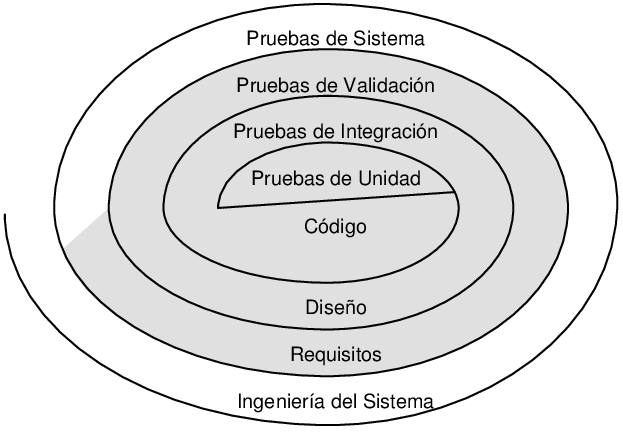 Pruebas de Sistema
Pruebas de Validación
Pruebas de Integración
Pruebas de Unidad
Código
Diseño
Requisitos
Ingeniería del Sistema